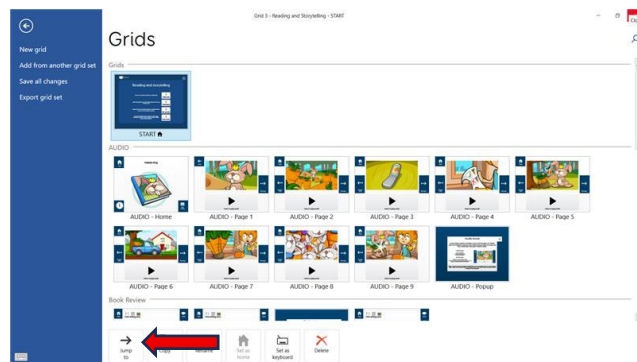 Grid 3 - Reading and Storytelling - START
Grids
New grid
Add from another grid set
Save all changes
Export grid set
Grids
Reading and storytelling
START
AUDIO
AUDIO - Home
AUDIO - Page 1
AUDIO - Page 2
AUDIO - Page 3
AUDIO - Page 4
AUDIO - Page 5
AUDIO - Page 6
AUDIO - Page 7
AUDIO - Page 8
AUDIO - Page 9
AUDIO - Popup
Book Review
Jump to
Copy
Rename
Set as home
Set as keyboard
Delete